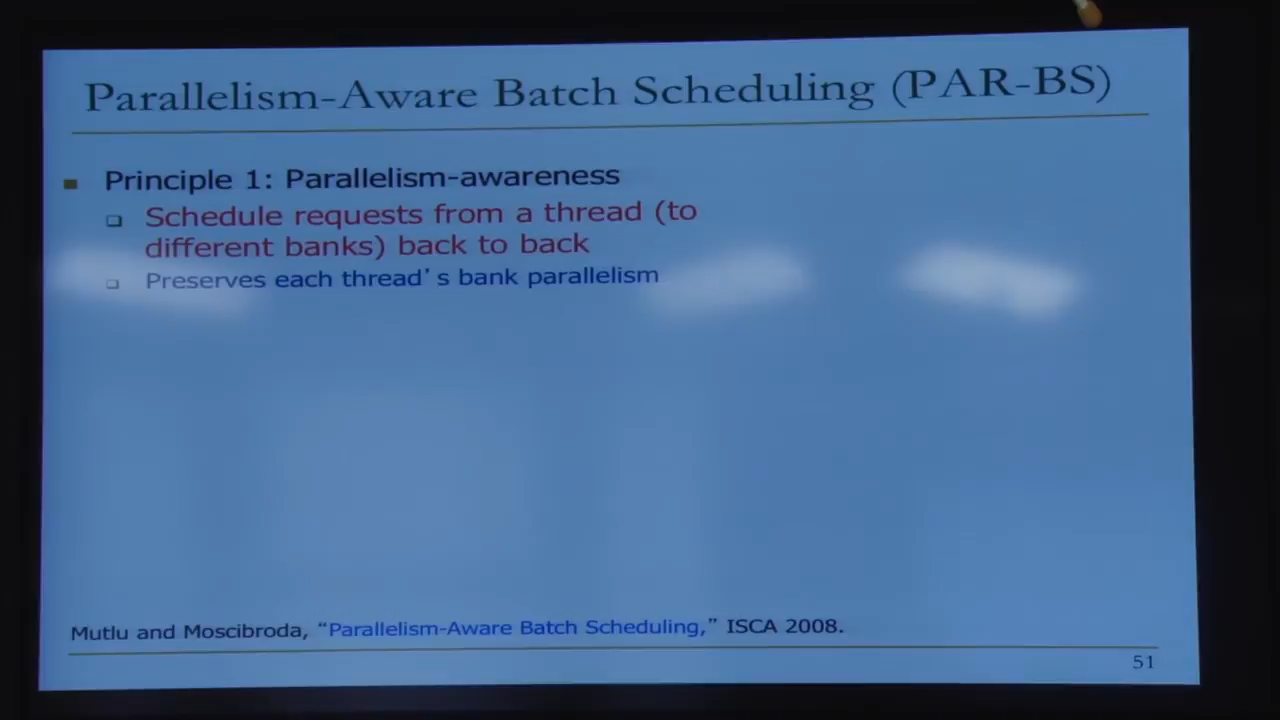 Parallelism-Aware Batch Scheduling (PAR-BS)
Principle 1: Parallelism-awareness
Schedule requests from a thread (to
different banks) back to back
Preserves each thread's bank parallelism
Mutlu and Moscibroda, “Parallelism-Aware Batch Scheduling,” ISCA 2008.
51